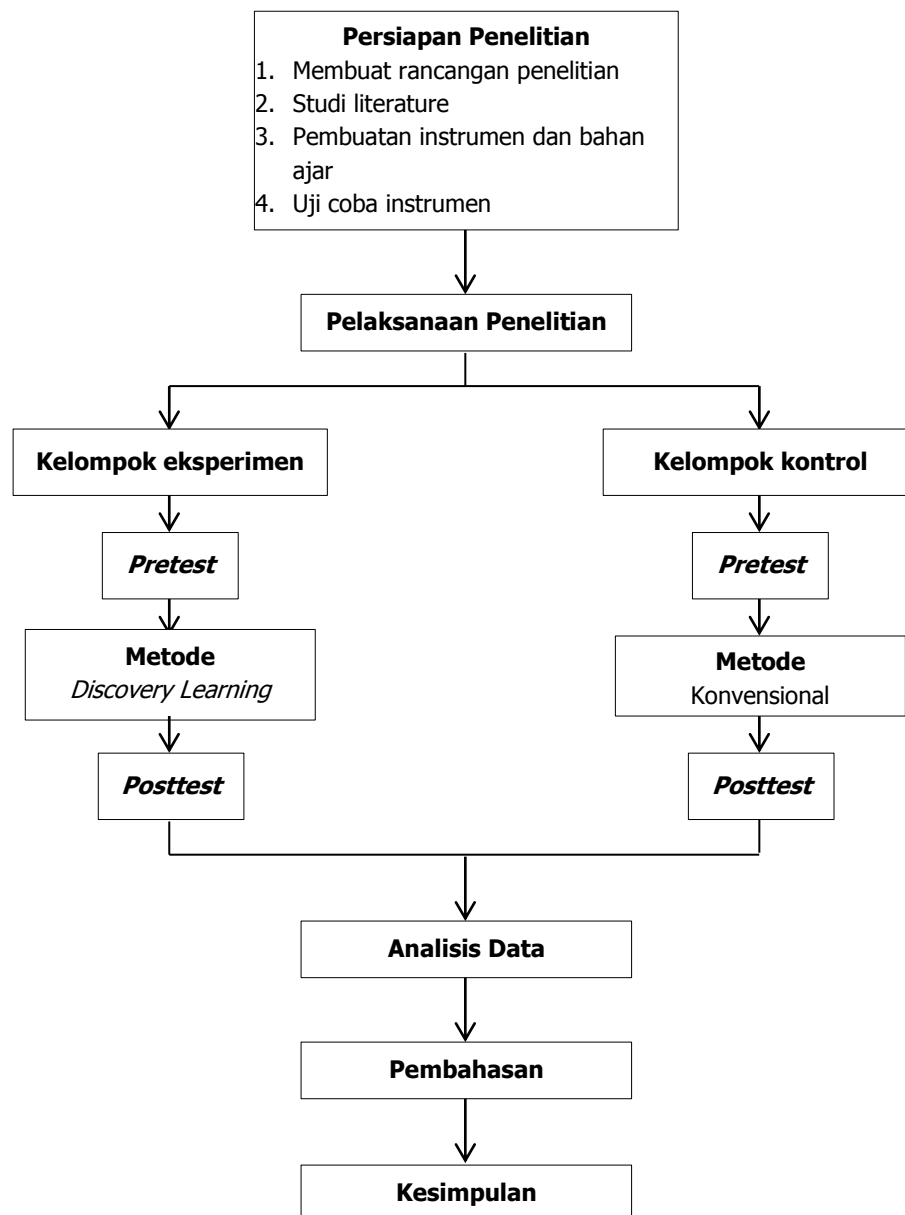 Persiapan Penelitian
1. Membuat rancangan penelitian
2. Studi literature
3. Pembuatan instrumen dan bahan
ajar
4. Uji coba instrumen
Pelaksanaan Penelitian
Kelompok eksperimen
Kelompok kontrol
Pretest
Pretest
Metode
Discovery Learning
Metode
Konvensional
Posttest
Posttest
Analisis Data
Pembahasan
Kesimpulan